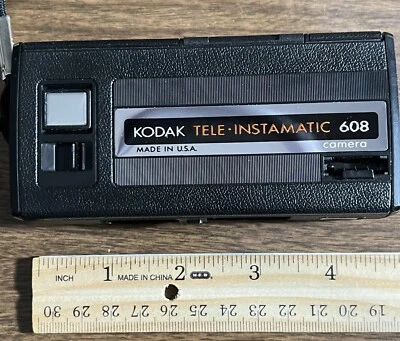 KODAK TELE·INSTAMATIC 608
MADE IN U.S.A. camera
INCH 1 MADE IN CHINA 2 3 4
30 29 28 27 26 25 24 23 22 21 20 19 18